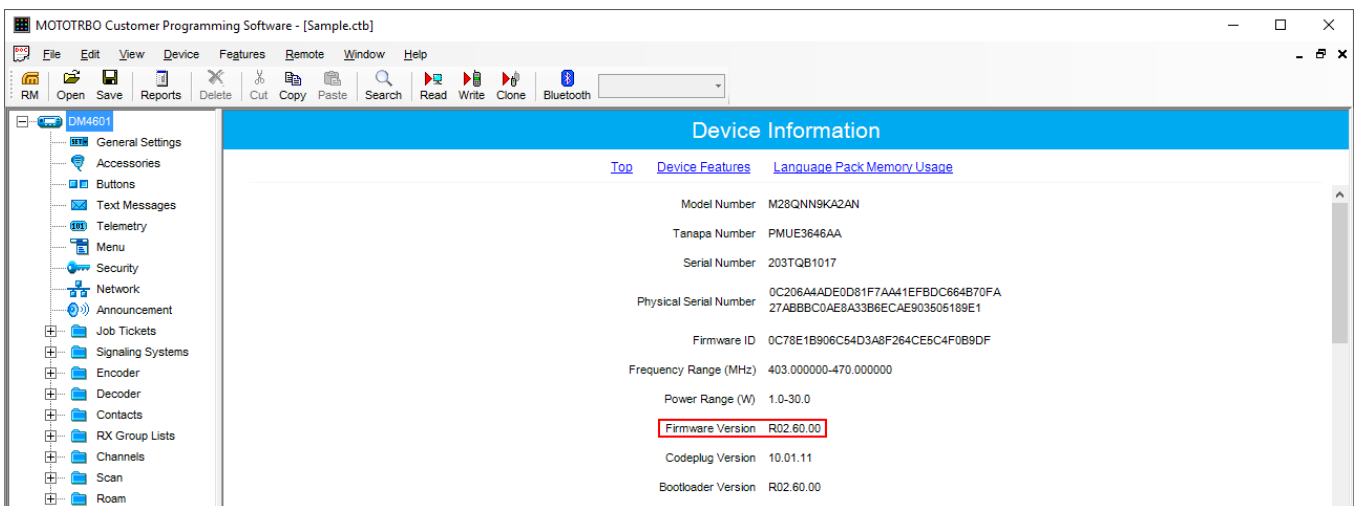 MOTOTRBO Customer Programming Software - [Sample.ctb]
File Edit View Device Features Remote Window Help
RM Open Save Reports Delete Cut Copy Paste Search Read Write Clone Bluetooth
DM4601
General Settings
Accessories
Buttons
Text Messages
Telemetry
Menu
Security
Network
Announcement
Job Tickets
Signaling Systems
Encoder
Decoder
Contacts
RX Group Lists
Channels
Scan
Roam
Device Information
Top Device Features Language Pack Memory Usage
Model Number M28QNN9KA2AN
Tanapa Number PMUE3646AA
Serial Number 203TQB1017
Physical Serial Number 0C206A4ADE0D81F7AA41EFBDC664B70FA
27ABBBC0AE8A33B6ECAE903505189E1
Firmware ID 0C78E1B906C54D3A8F264CE5C4F0B9DF
Frequency Range (MHz) 403.000000-470.000000
Power Range (W) 1.0-30.0
Firmware Version R02.60.00
Codeplug Version 10.01.11
Bootloader Version R02.60.00